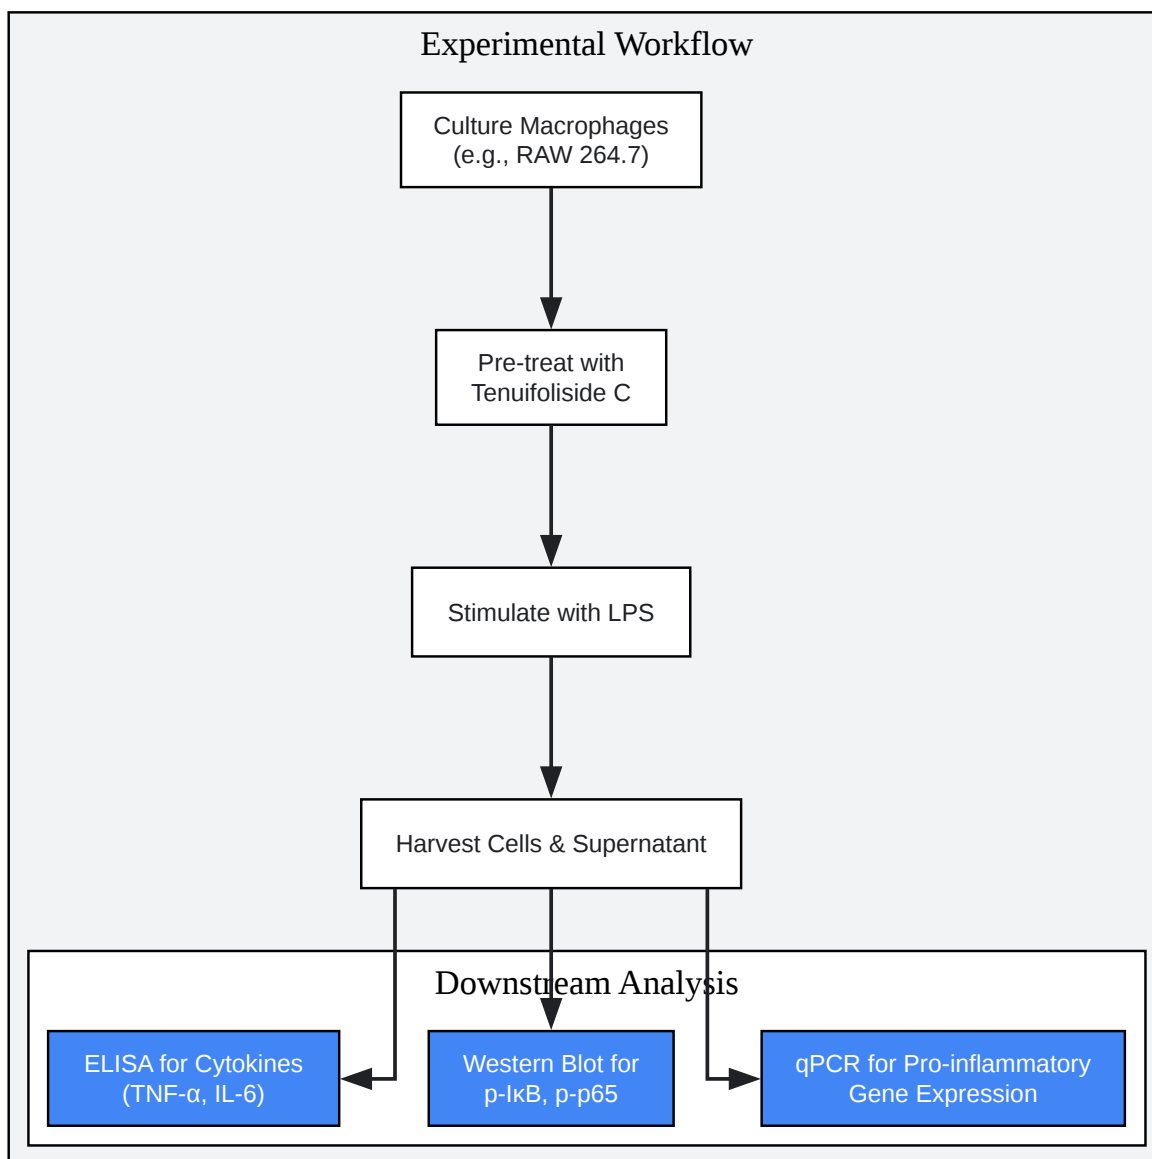 Experimental Workflow
Culture Macrophages
(e.g., RAW 264.7)
Pre-treat with
Tenuifoliside C
Stimulate with LPS
Harvest Cells & Supernatant
Downstream Analysis
ELISA for Cytokines
(TNF-α, IL-6)
Western Blot for
p-IκB, p-p65
qPCR for Pro-inflammatory
Gene Expression